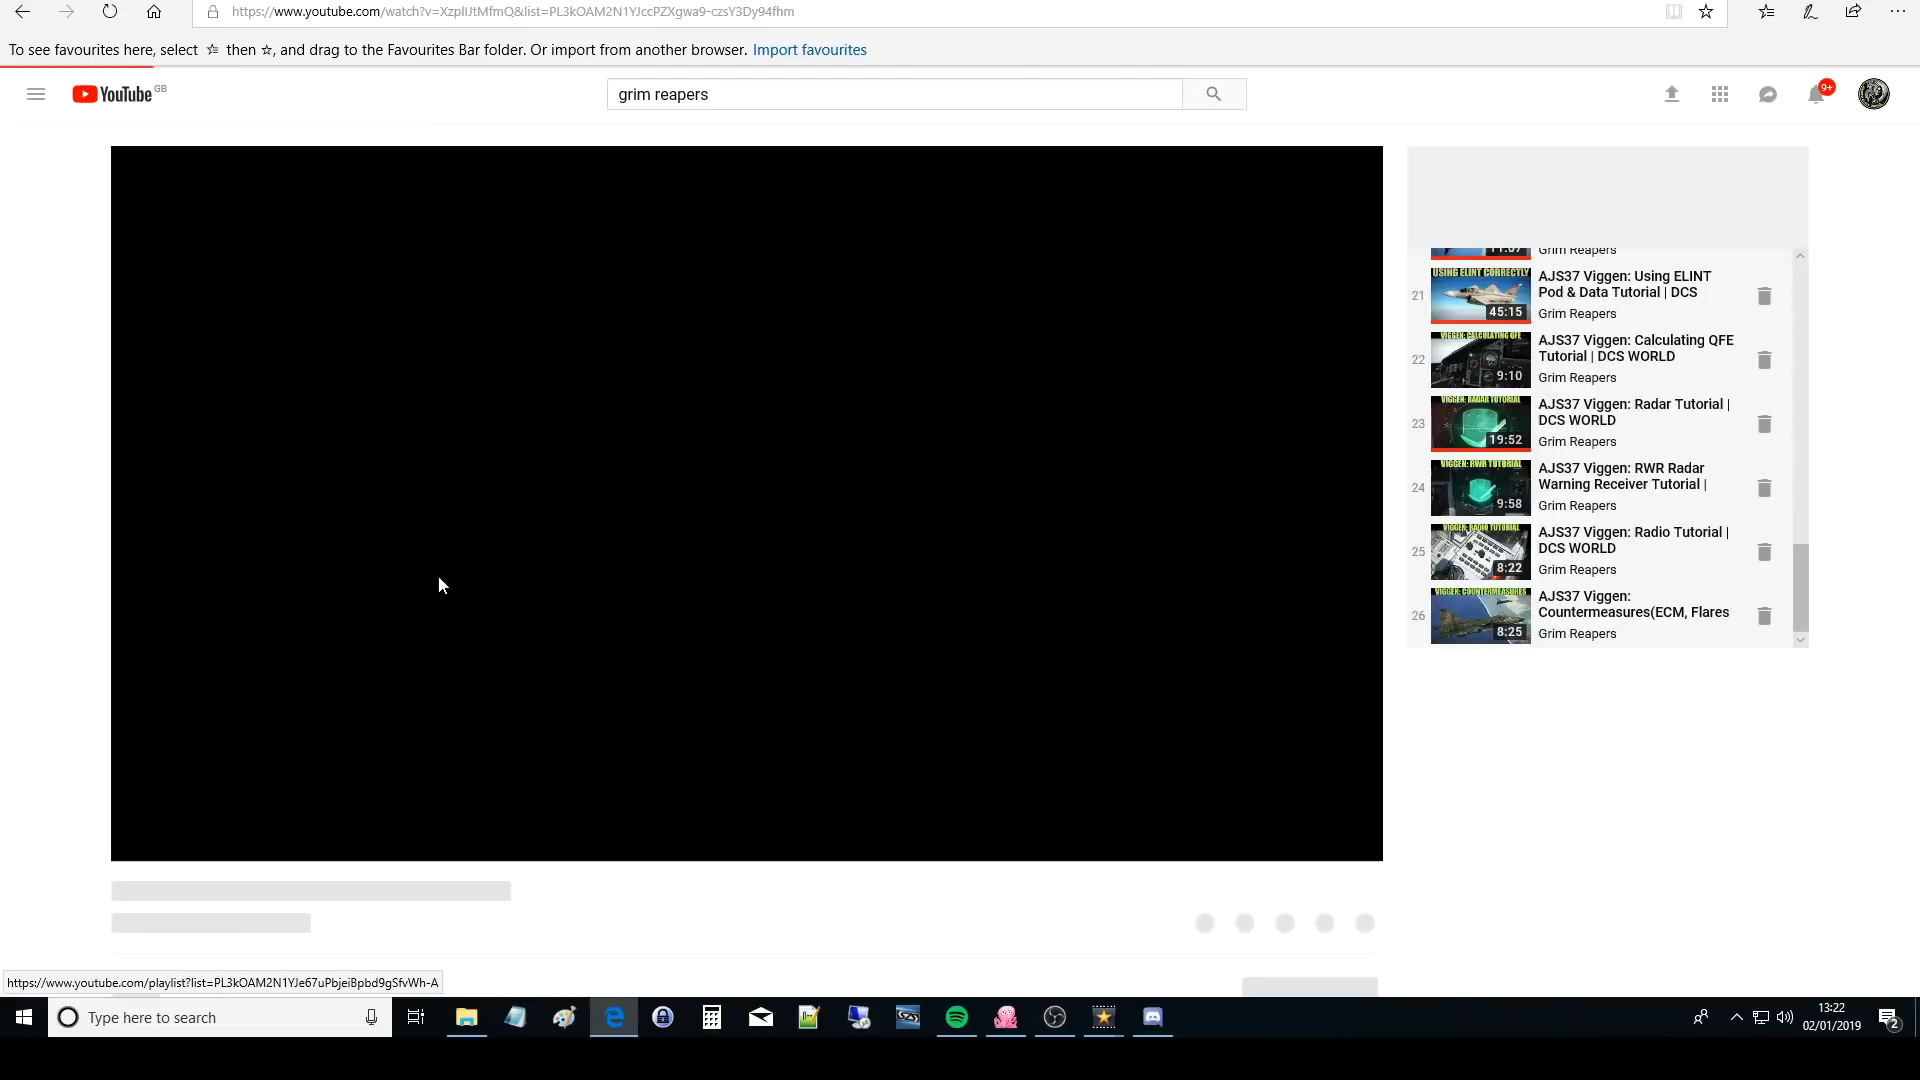 https://www.youtube.com/watch?v=XzplIJtMfmQ&list=PL3kOAM2N1YJccPZXgwa9-czsY3Dy94fhm
To see favourites here, select then , and drag to the Favourites Bar folder. Or import from another browser. Import favourites
YouTube GB
grim reapers
9+
11:07
Grim Reapers
21
USING ELINT CORRECTLY
45:15
AJS37 Viggen: Using ELINT
Pod & Data Tutorial | DCS
Grim Reapers
22
VIGGEN: CALCULATING QFE
9:10
AJS37 Viggen: Calculating QFE
Tutorial | DCS WORLD
Grim Reapers
23
VIGGEN: RADAR TUTORIAL
19:52
AJS37 Viggen: Radar Tutorial |
DCS WORLD
Grim Reapers
24
VIGGEN: RWR TUTORIAL
9:58
AJS37 Viggen: RWR Radar
Warning Receiver Tutorial |
Grim Reapers
25
VIGGEN: RADIO TUTORIAL
8:22
AJS37 Viggen: Radio Tutorial |
DCS WORLD
Grim Reapers
26
VIGGEN: COUNTERMEASURES
8:25
AJS37 Viggen:
Countermeasures(ECM, Flares
Grim Reapers
https://www.youtube.com/playlist?list=PL3kOAM2N1YJe67uPbjeiBpbd9gSfvWh-A
Type here to search
13:22
02/01/2019
2